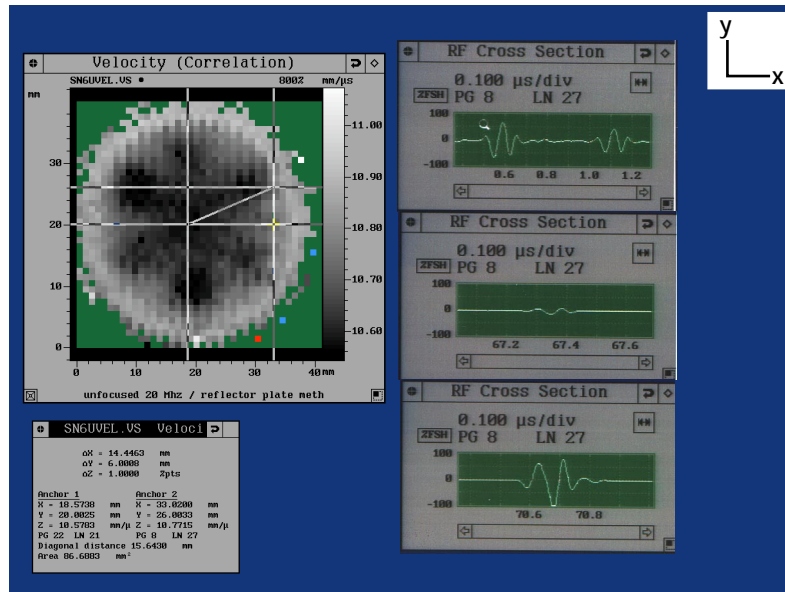 Velocity (Correlation)
SN6UVEL.VS
800%
mm/µs
mm
11.00
10.90
10.80
10.70
10.60
30
20
10
0
0 10 20 30 40 mm
unfocused 20 Mhz / reflector plate meth
SN6UVEL.VS Veloci
△X = 14.4463 mm
△Y = 6.0008 mm
△Z = 1.0000 %pts
Anchor 1 Anchor 2
X = 18.5738 mm X = 33.0200 mm
Y = 20.0025 mm Y = 26.0033 mm
Z = 10.5783 mm/µ Z = 10.7715 mm/µ
PG 22 LN 21 PG 8 LN 27
Diagonal distance 15.6430 mm
Area 86.6883 mm²
RF Cross Section
0.100 µs/div
%FSH PG 8 LN 27
100
0
-100
0.6 0.8 1.0 1.2
RF Cross Section
0.100 µs/div
%FSH PG 8 LN 27
100
0
-100
67.2 67.4 67.6
RF Cross Section
0.100 µs/div
%FSH PG 8 LN 27
100
0
-100
70.6 70.8
y
x